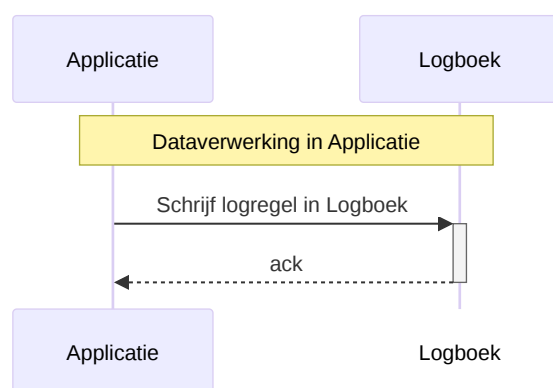 Applicatie
Logboek
Dataverwerking in Applicatie
Schrijf logregel in Logboek
ack
Applicatie
Logboek